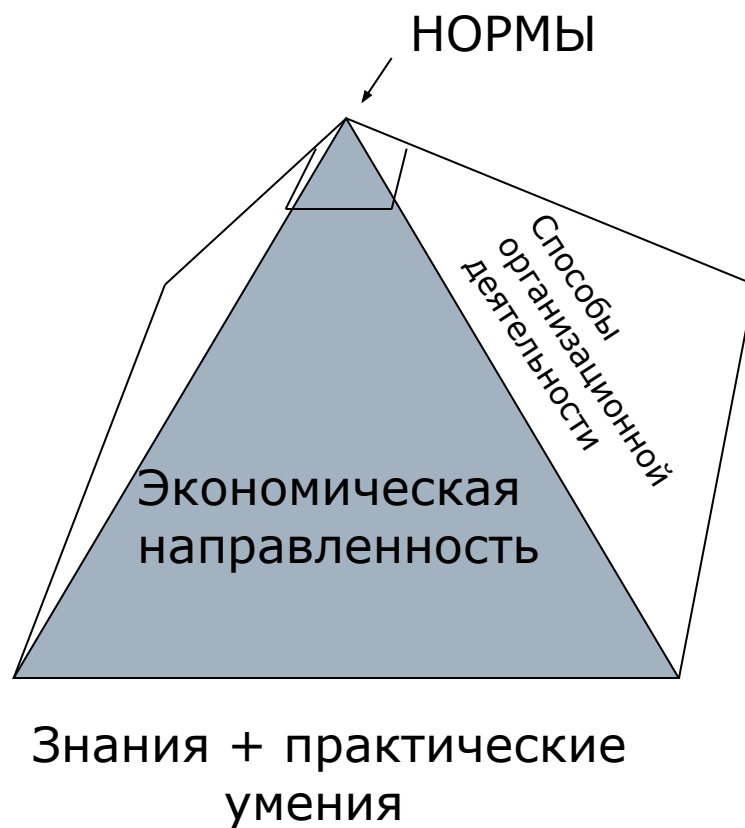 НОРМЫ
Способы
организационной
деятельности
Экономическая
направленность
Знания + практические
умения